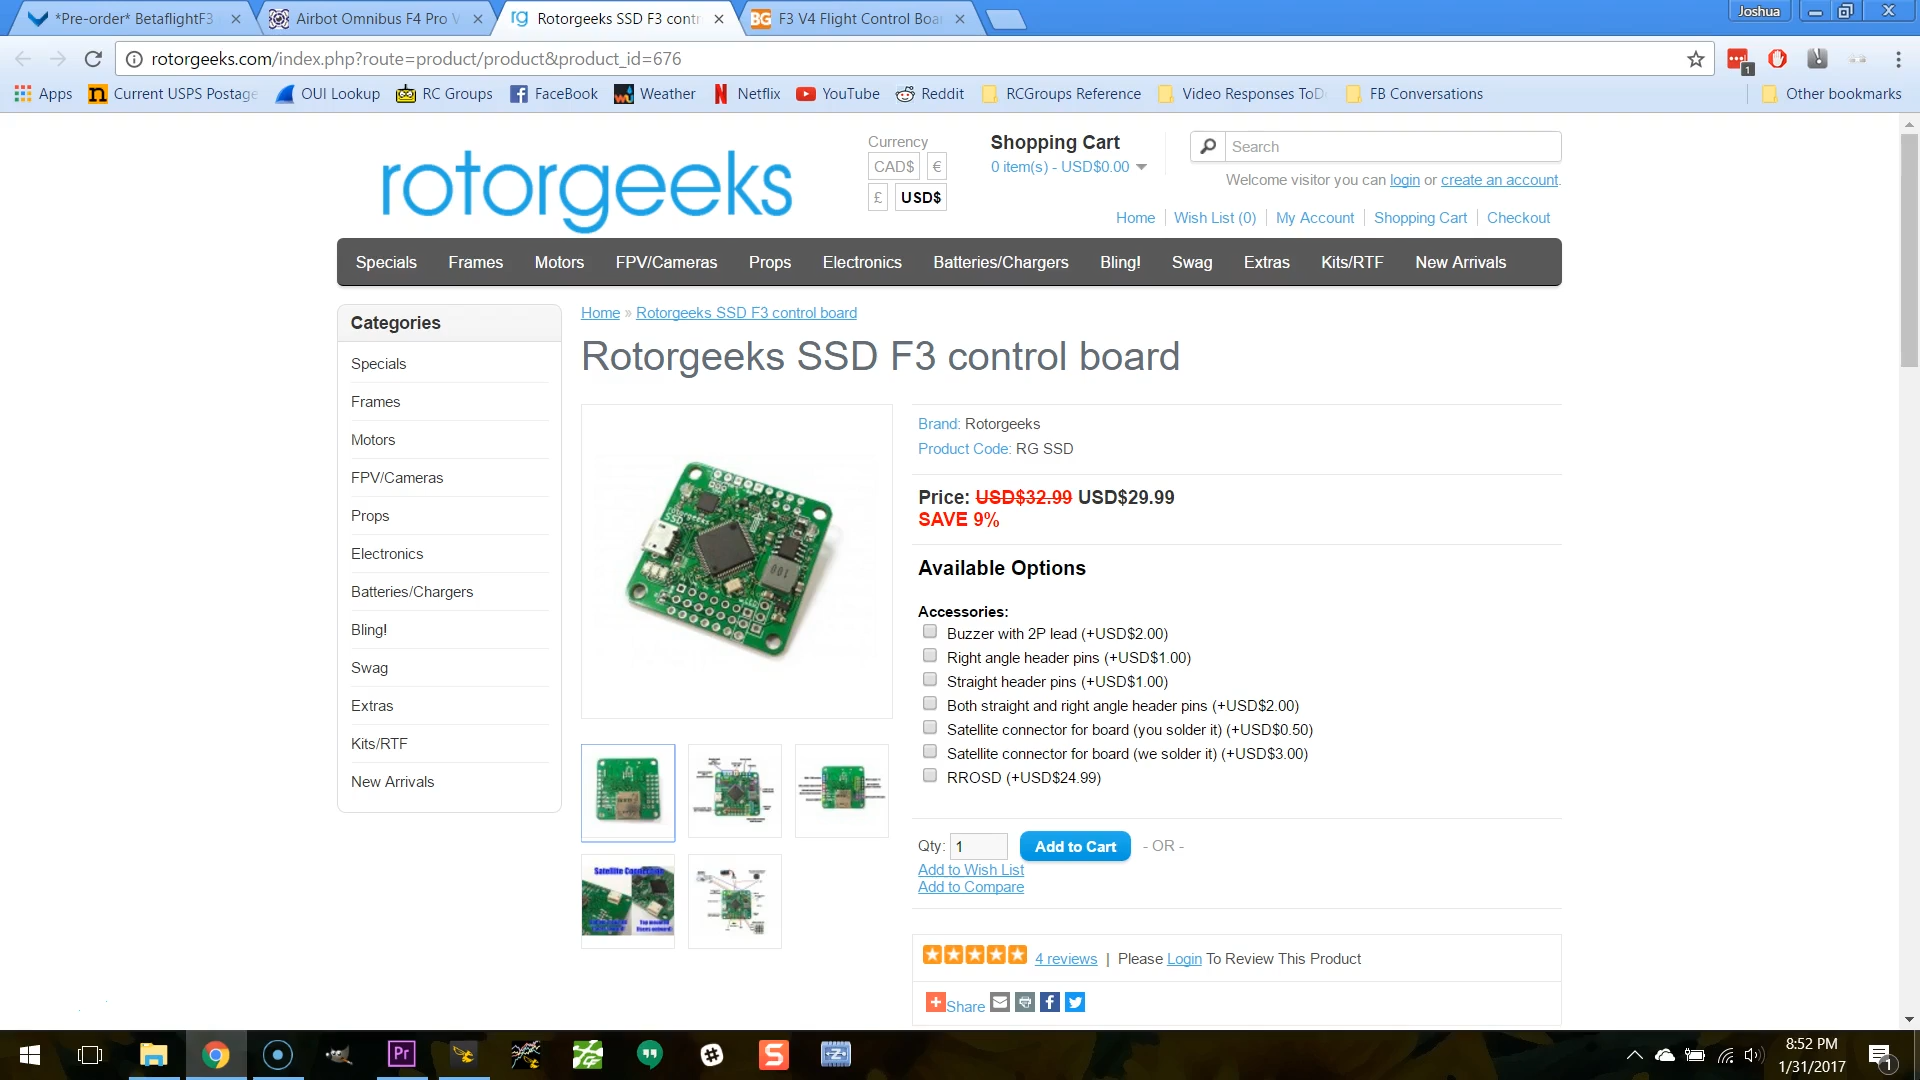 *Pre-order* BetaflightF3
Airbot Omnibus F4 Pro V
Rotorgeeks SSD F3 contr
F3 V4 Flight Control Boar
Joshua
rotorgeeks.com/index.php?route=product/product&product_id=676
1
Apps
Current USPS Postage
OUI Lookup
RC Groups
FaceBook
Weather
Netflix
YouTube
Reddit
RCGroups Reference
Video Responses ToD
FB Conversations
Other bookmarks
rotorgeeks
Currency
CAD$ €
£ USD$
Shopping Cart
0 item(s) - USD$0.00
Search
Welcome visitor you can login or create an account.
Home
Wish List (0)
My Account
Shopping Cart
Checkout
Specials
Frames
Motors
FPV/Cameras
Props
Electronics
Batteries/Chargers
Bling!
Swag
Extras
Kits/RTF
New Arrivals
Categories
Specials
Frames
Motors
FPV/Cameras
Props
Electronics
Batteries/Chargers
Bling!
Swag
Extras
Kits/RTF
New Arrivals
Home » Rotorgeeks SSD F3 control board
Rotorgeeks SSD F3 control board
rotorgeeks
SSD
100
Satellite
Brand: Rotorgeeks
Product Code: RG SSD
Price: USD$32.99 USD$29.99
SAVE 9%
Available Options
Accessories:
Buzzer with 2P lead (+USD$2.00)
Right angle header pins (+USD$1.00)
Straight header pins (+USD$1.00)
Both straight and right angle header pins (+USD$2.00)
Satellite connector for board (you solder it) (+USD$0.50)
Satellite connector for board (we solder it) (+USD$3.00)
RROSD (+USD$24.99)
Qty: 1
Add to Cart
- OR -
Add to Wish List
Add to Compare
4 reviews | Please Login To Review This Product
Share
8:52 PM
1/31/2017
1